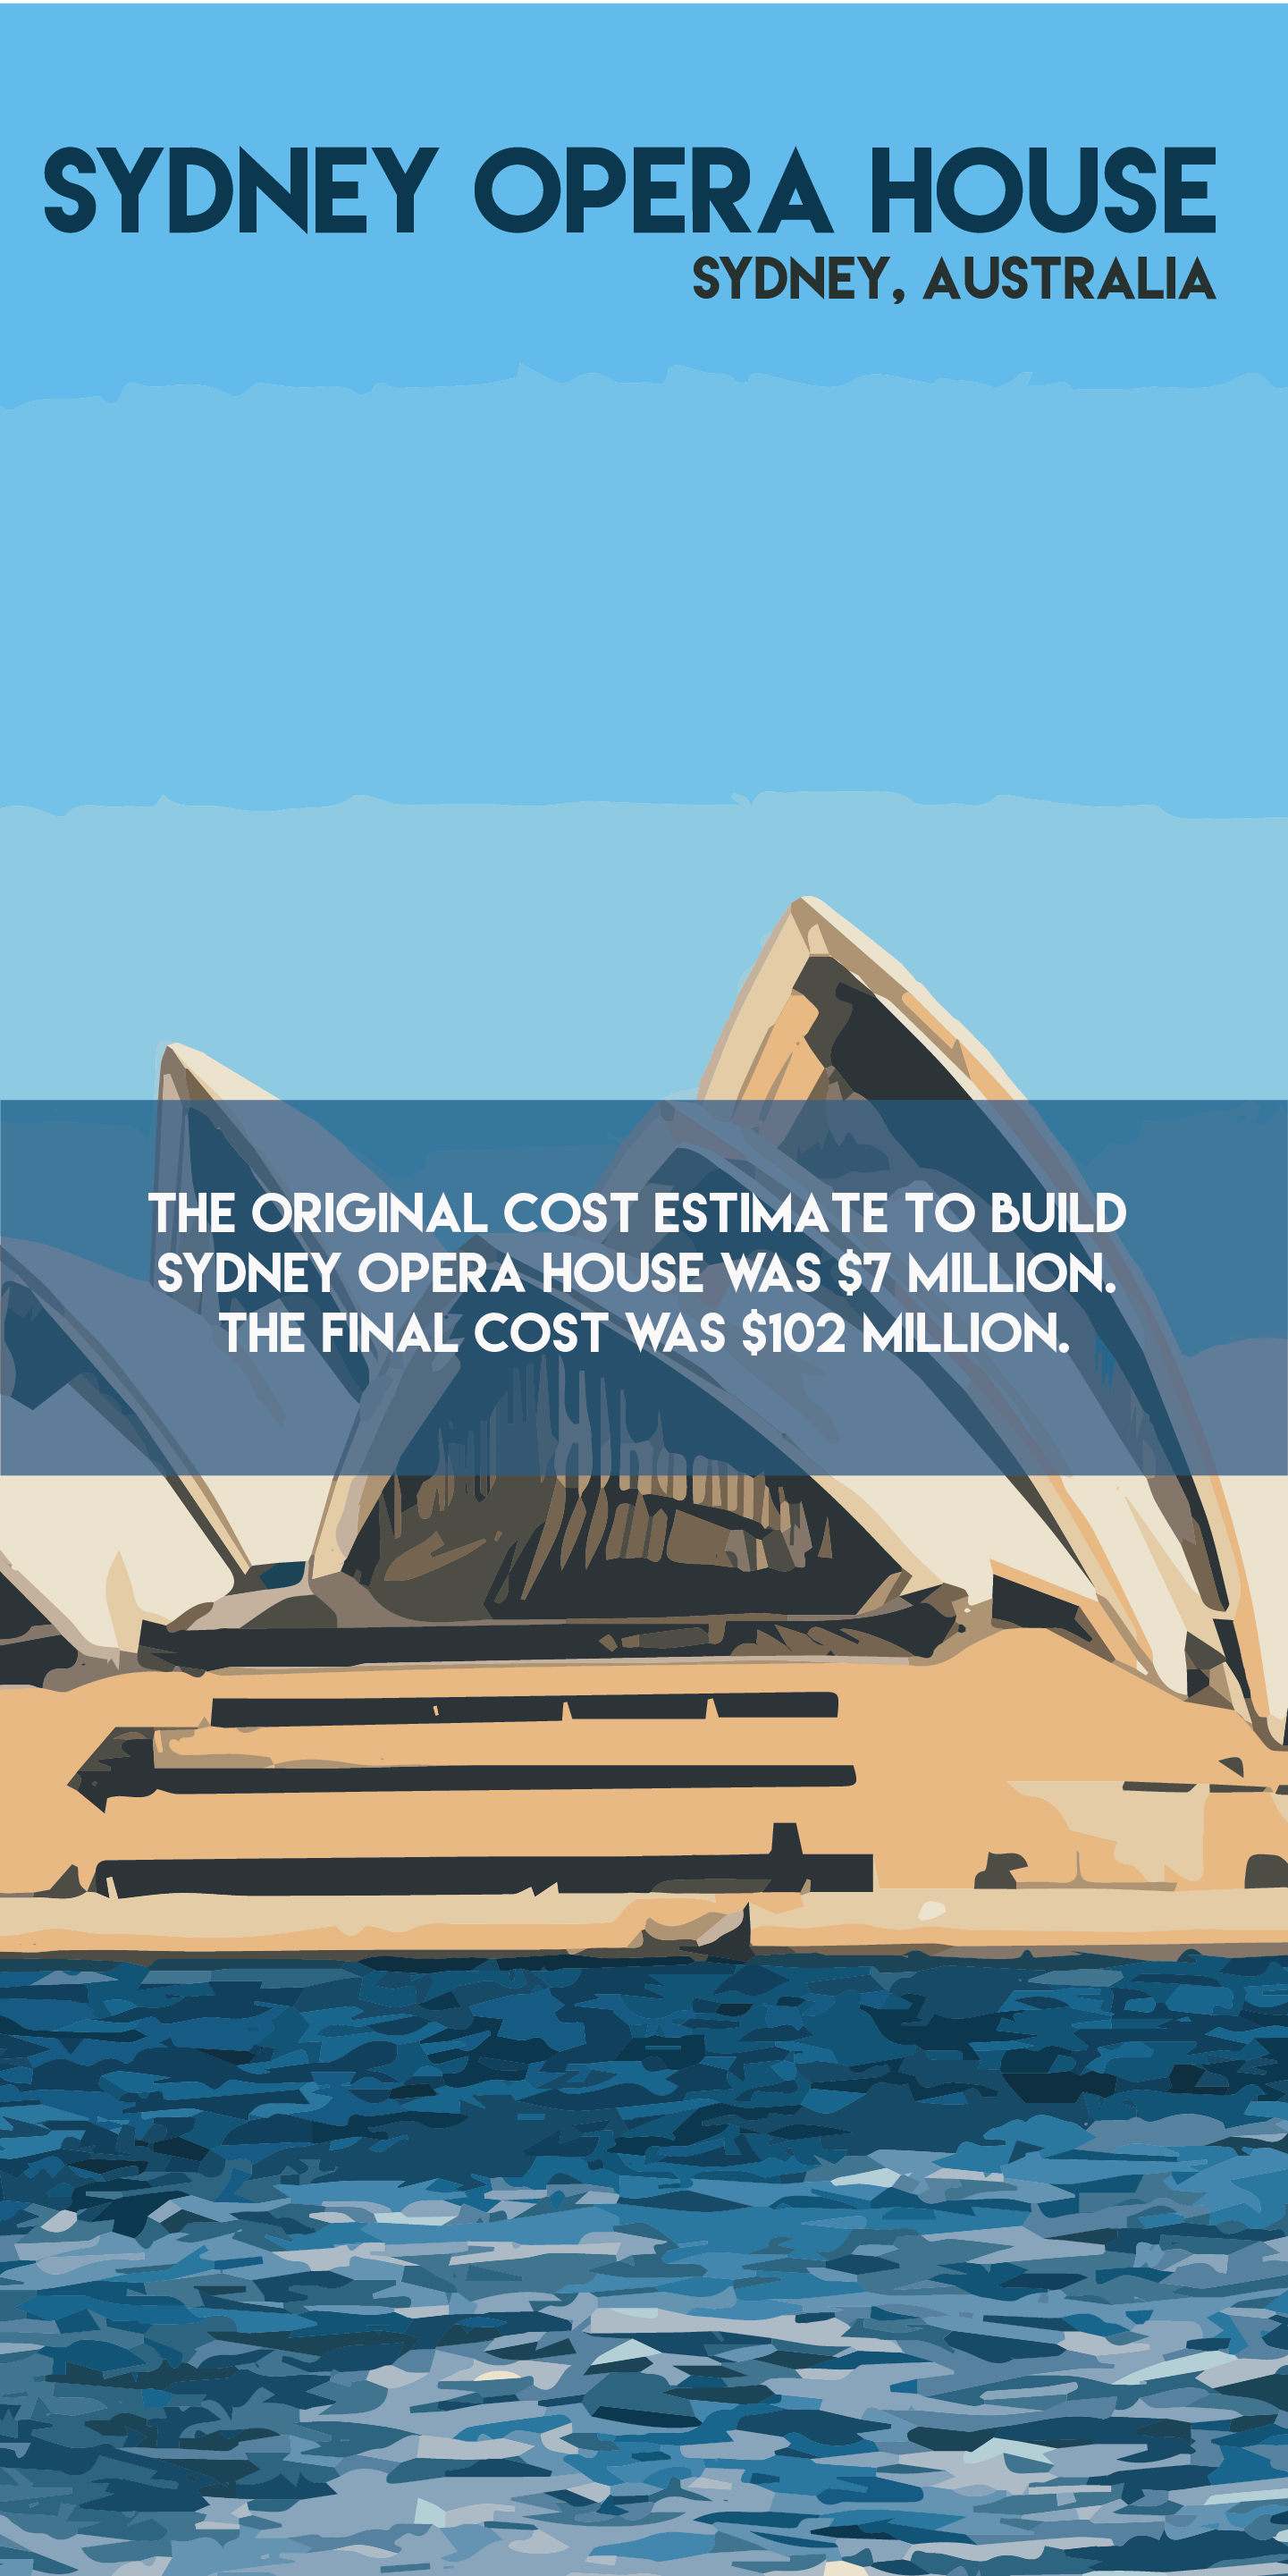 SYDNEY OPERA HOUSE
SYDNEY, AUSTRALIA
THE ORIGINAL COST ESTIMATE TO BUILD
SYDNEY OPERA HOUSE WAS $7 MILLION.
THE FINAL COST WAS $102 MILLION.